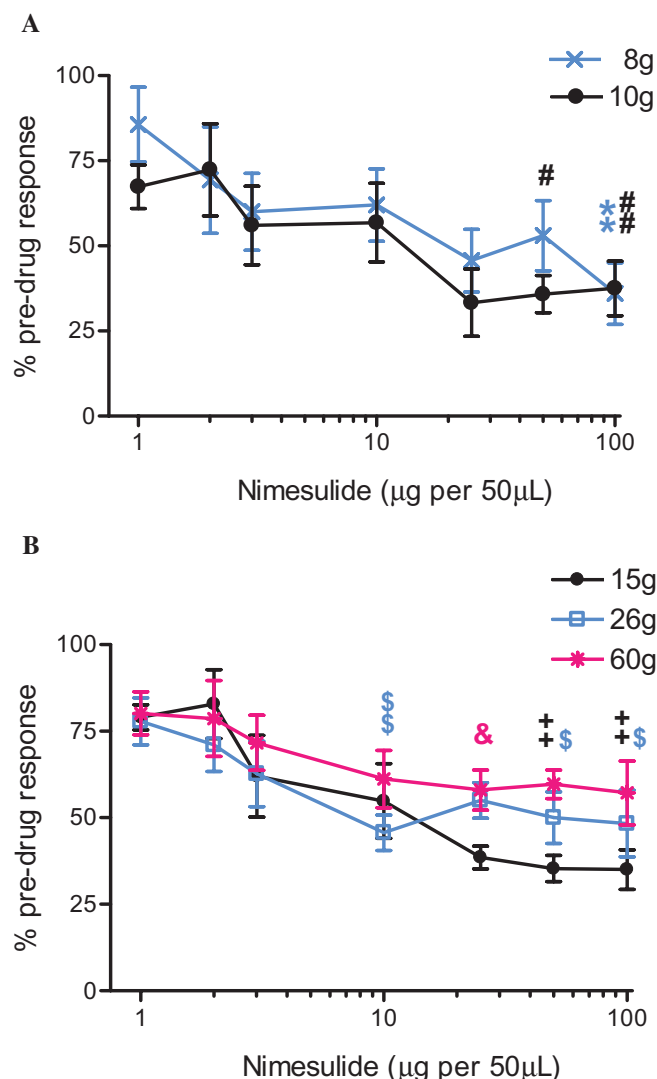 A
8g
10g
% pre-drug response
100
75
50
25
0
#
* #
* #
1 10 100
Nimesulide (μg per 50μL)
B
15g
26g
60g
% pre-drug response
100
75
50
25
0
$
$
&
+
+ $
+
+ $
1 10 100
Nimesulide (μg per 50μL)